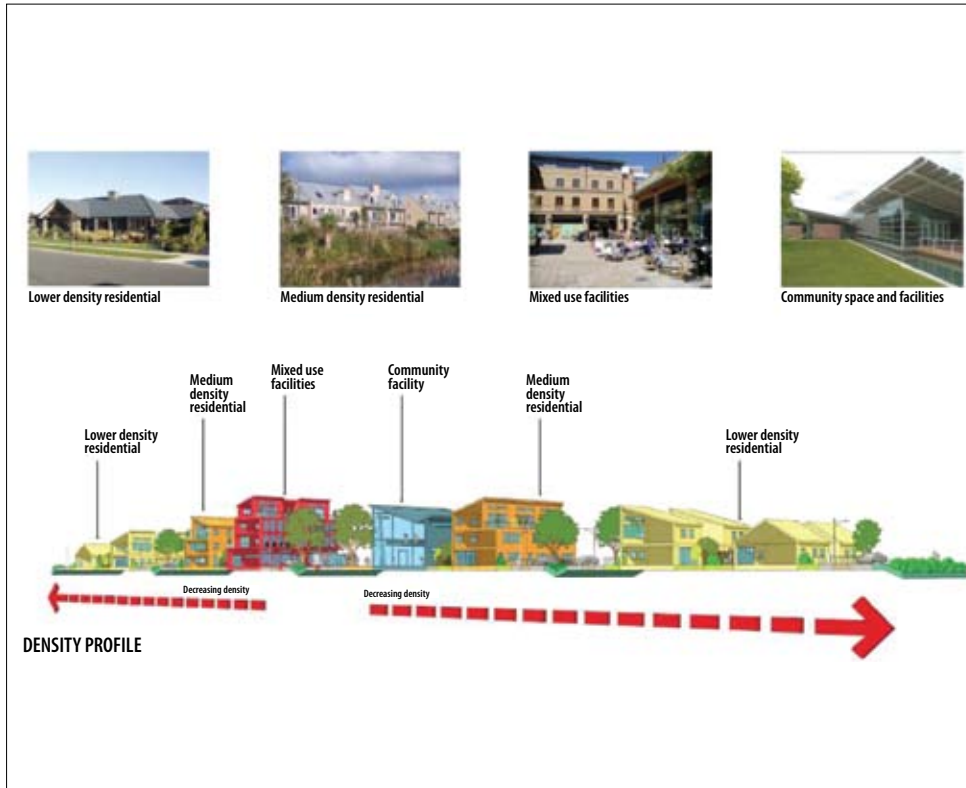 Lower density residential
Medium density residential
Mixed use facilities
Community space and facilities
Lower density
residential
Medium
density
residential
Mixed use
facilities
Community
facility
Medium
density
residential
Lower density
residential
Decreasing density
Decreasing density
DENSITY PROFILE